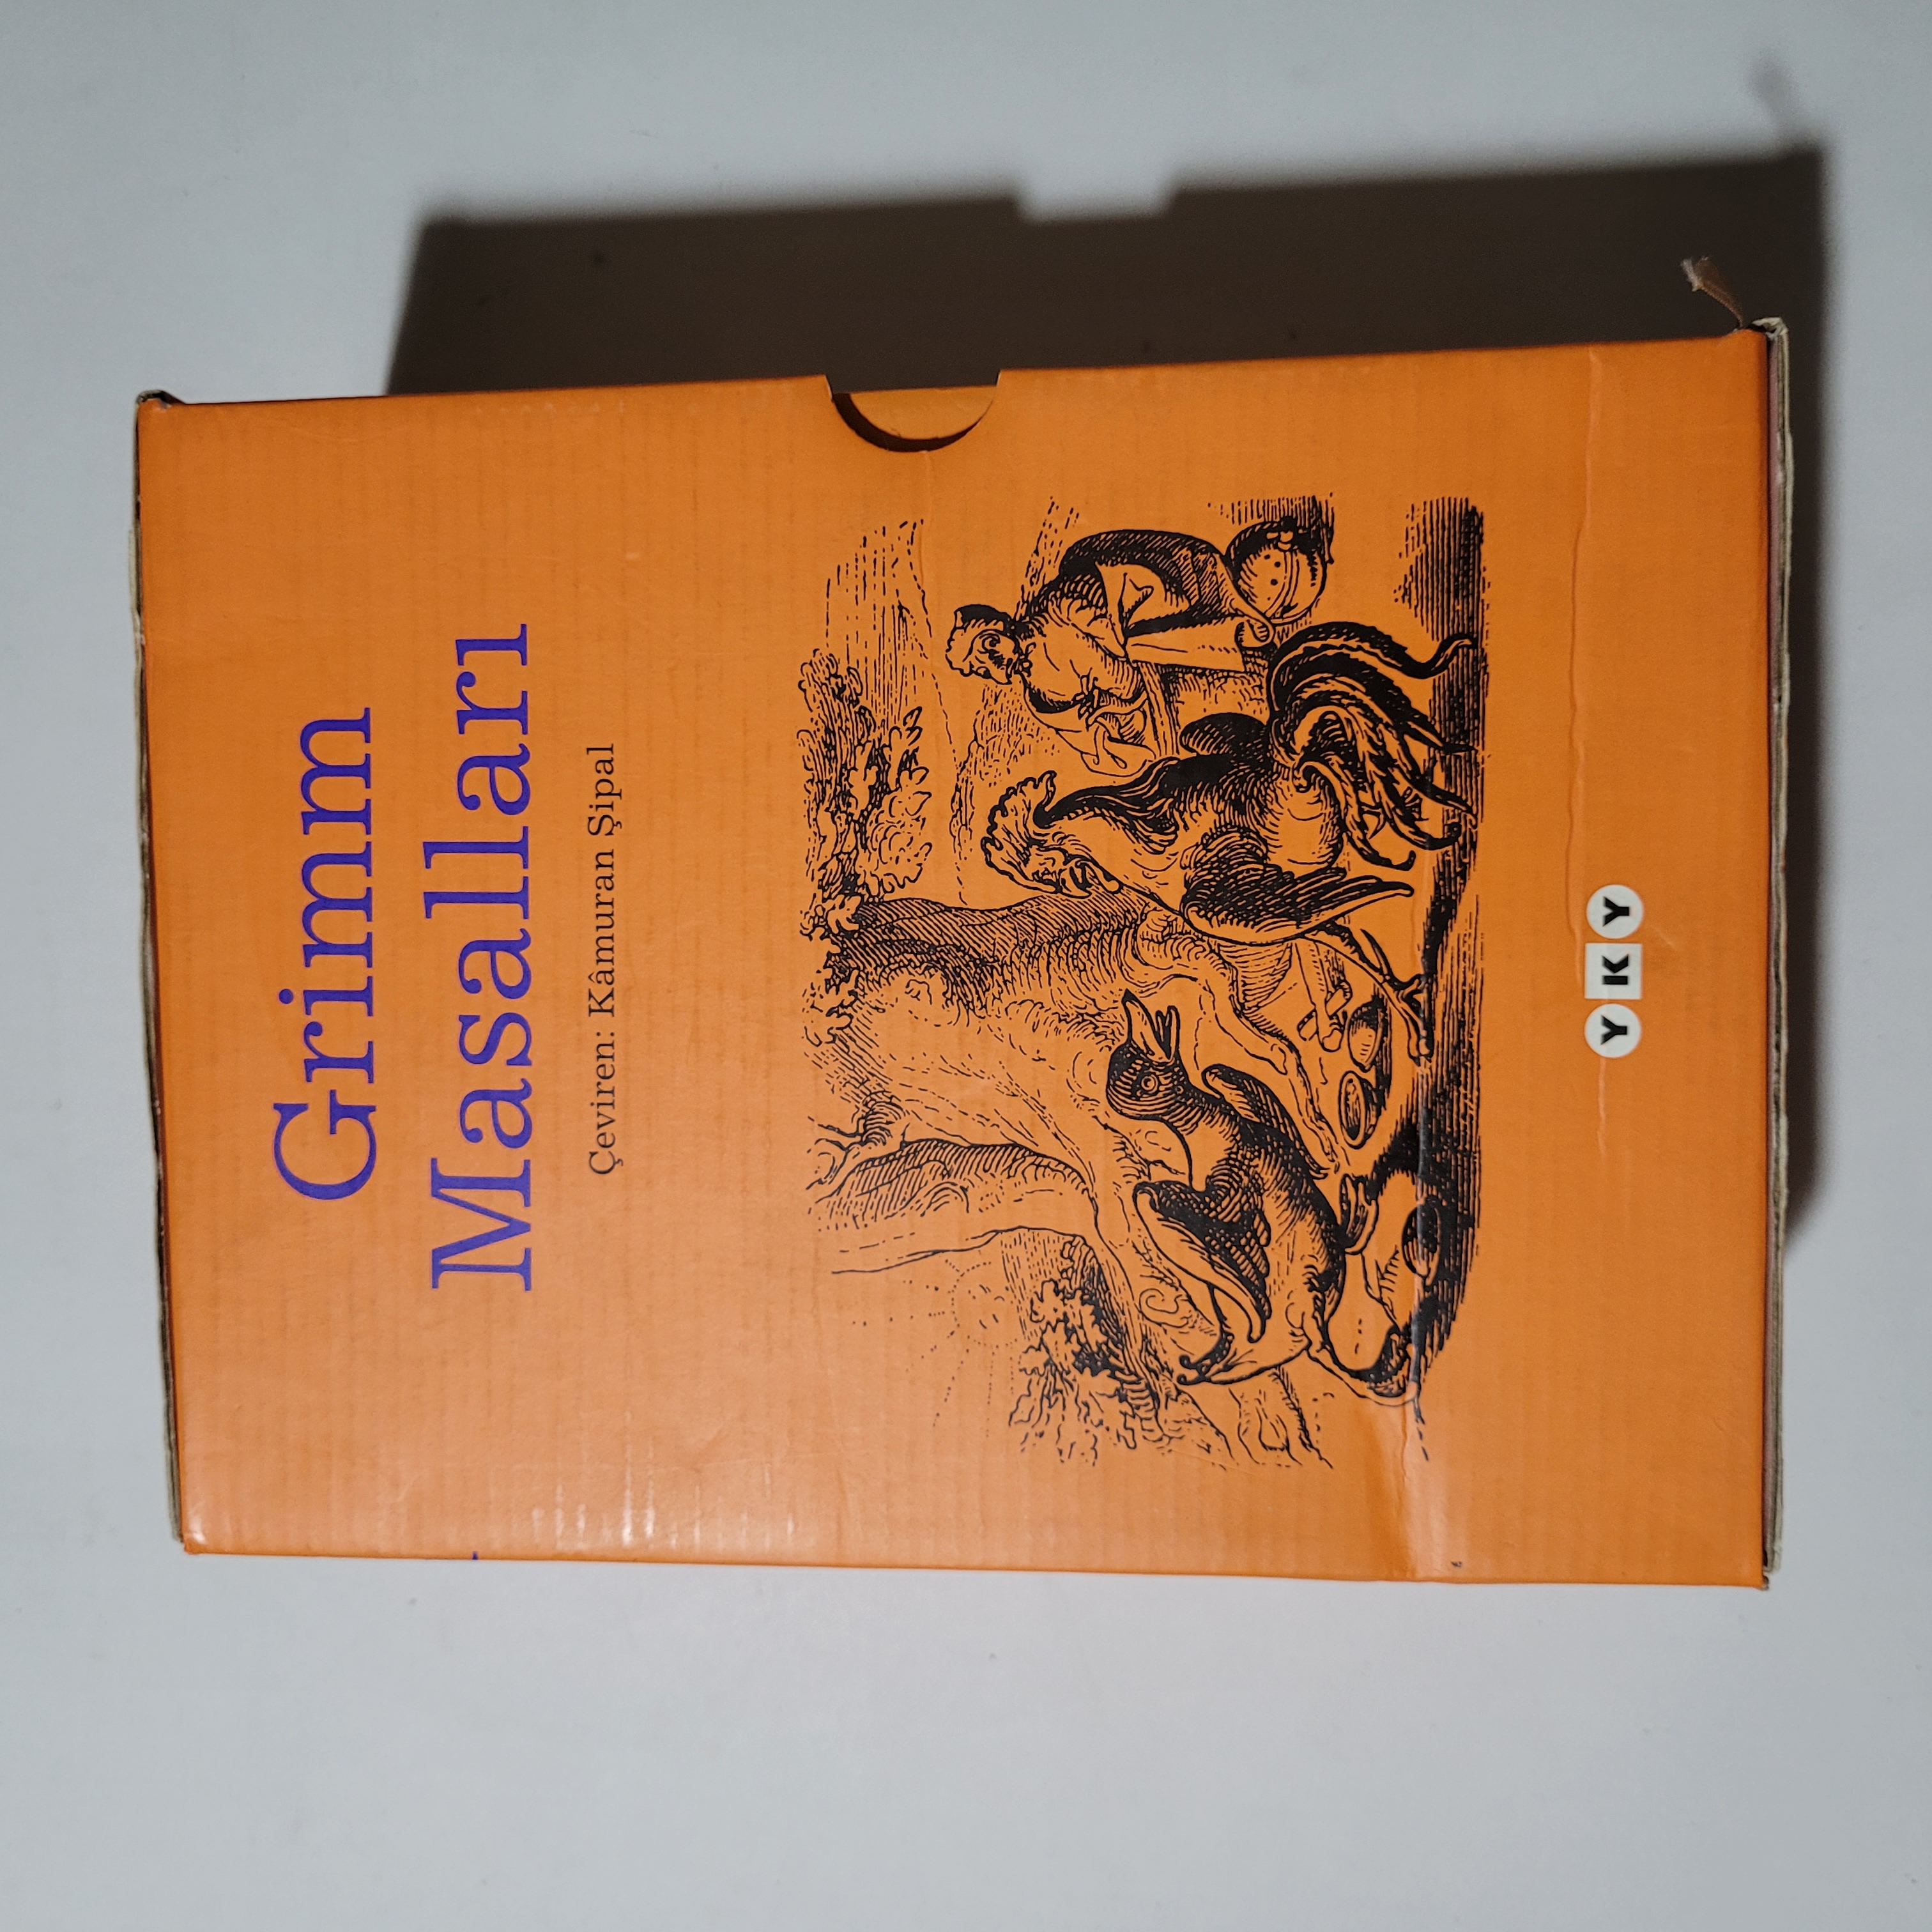 Grimm
Masalları
Çeviren: Kâmuran Şipal
YKY